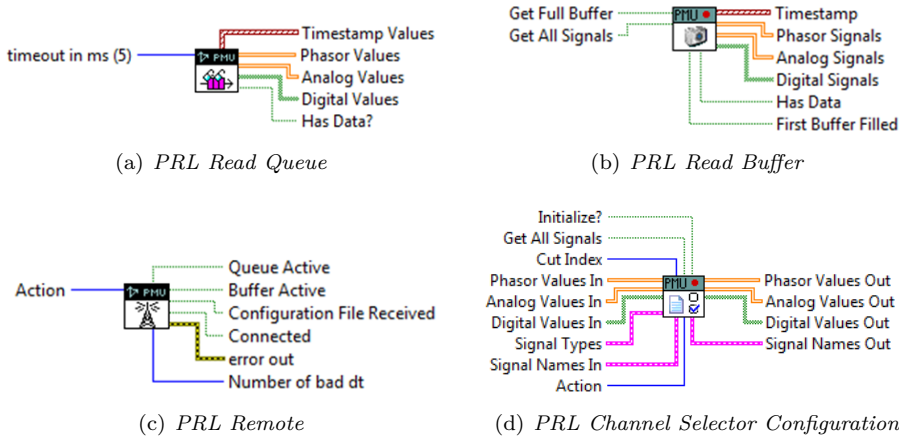 timeout in ms (5)
PMU
Timestamp Values
Phasor Values
Analog Values
Digital Values
Has Data?
(a) PRL Read Queue
Get Full Buffer
Get All Signals
PMU
Timestamp
Phasor Signals
Analog Signals
Digital Signals
Has Data
First Buffer Filled
(b) PRL Read Buffer
Action
PMU
Queue Active
Buffer Active
Configuration File Received
Connected
error out
Number of bad dt
(c) PRL Remote
Initialize?
Get All Signals
Cut Index
Phasor Values In
Analog Values In
Digital Values In
Signal Types
Signal Names In
Action
PMU
Phasor Values Out
Analog Values Out
Digital Values Out
Signal Names Out
(d) PRL Channel Selector Configuration